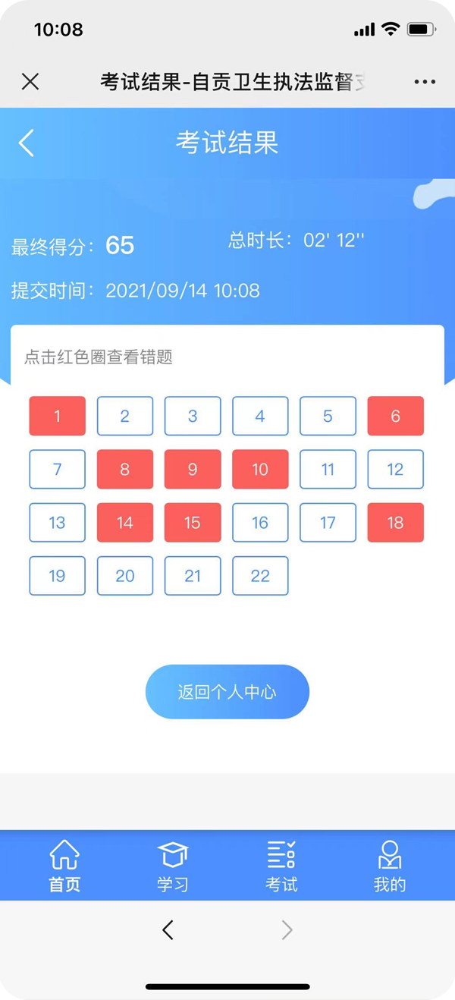 10:08
考试结果-自贡卫生执法监督
考试结果
最终得分：65 总时长：02' 12''
提交时间：2021/09/14 10:08
点击红色圈查看错题
1 2 3 4 5 6
7 8 9 10 11 12
13 14 15 16 17 18
19 20 21 22
返回个人中心
首页 学习 考试 我的